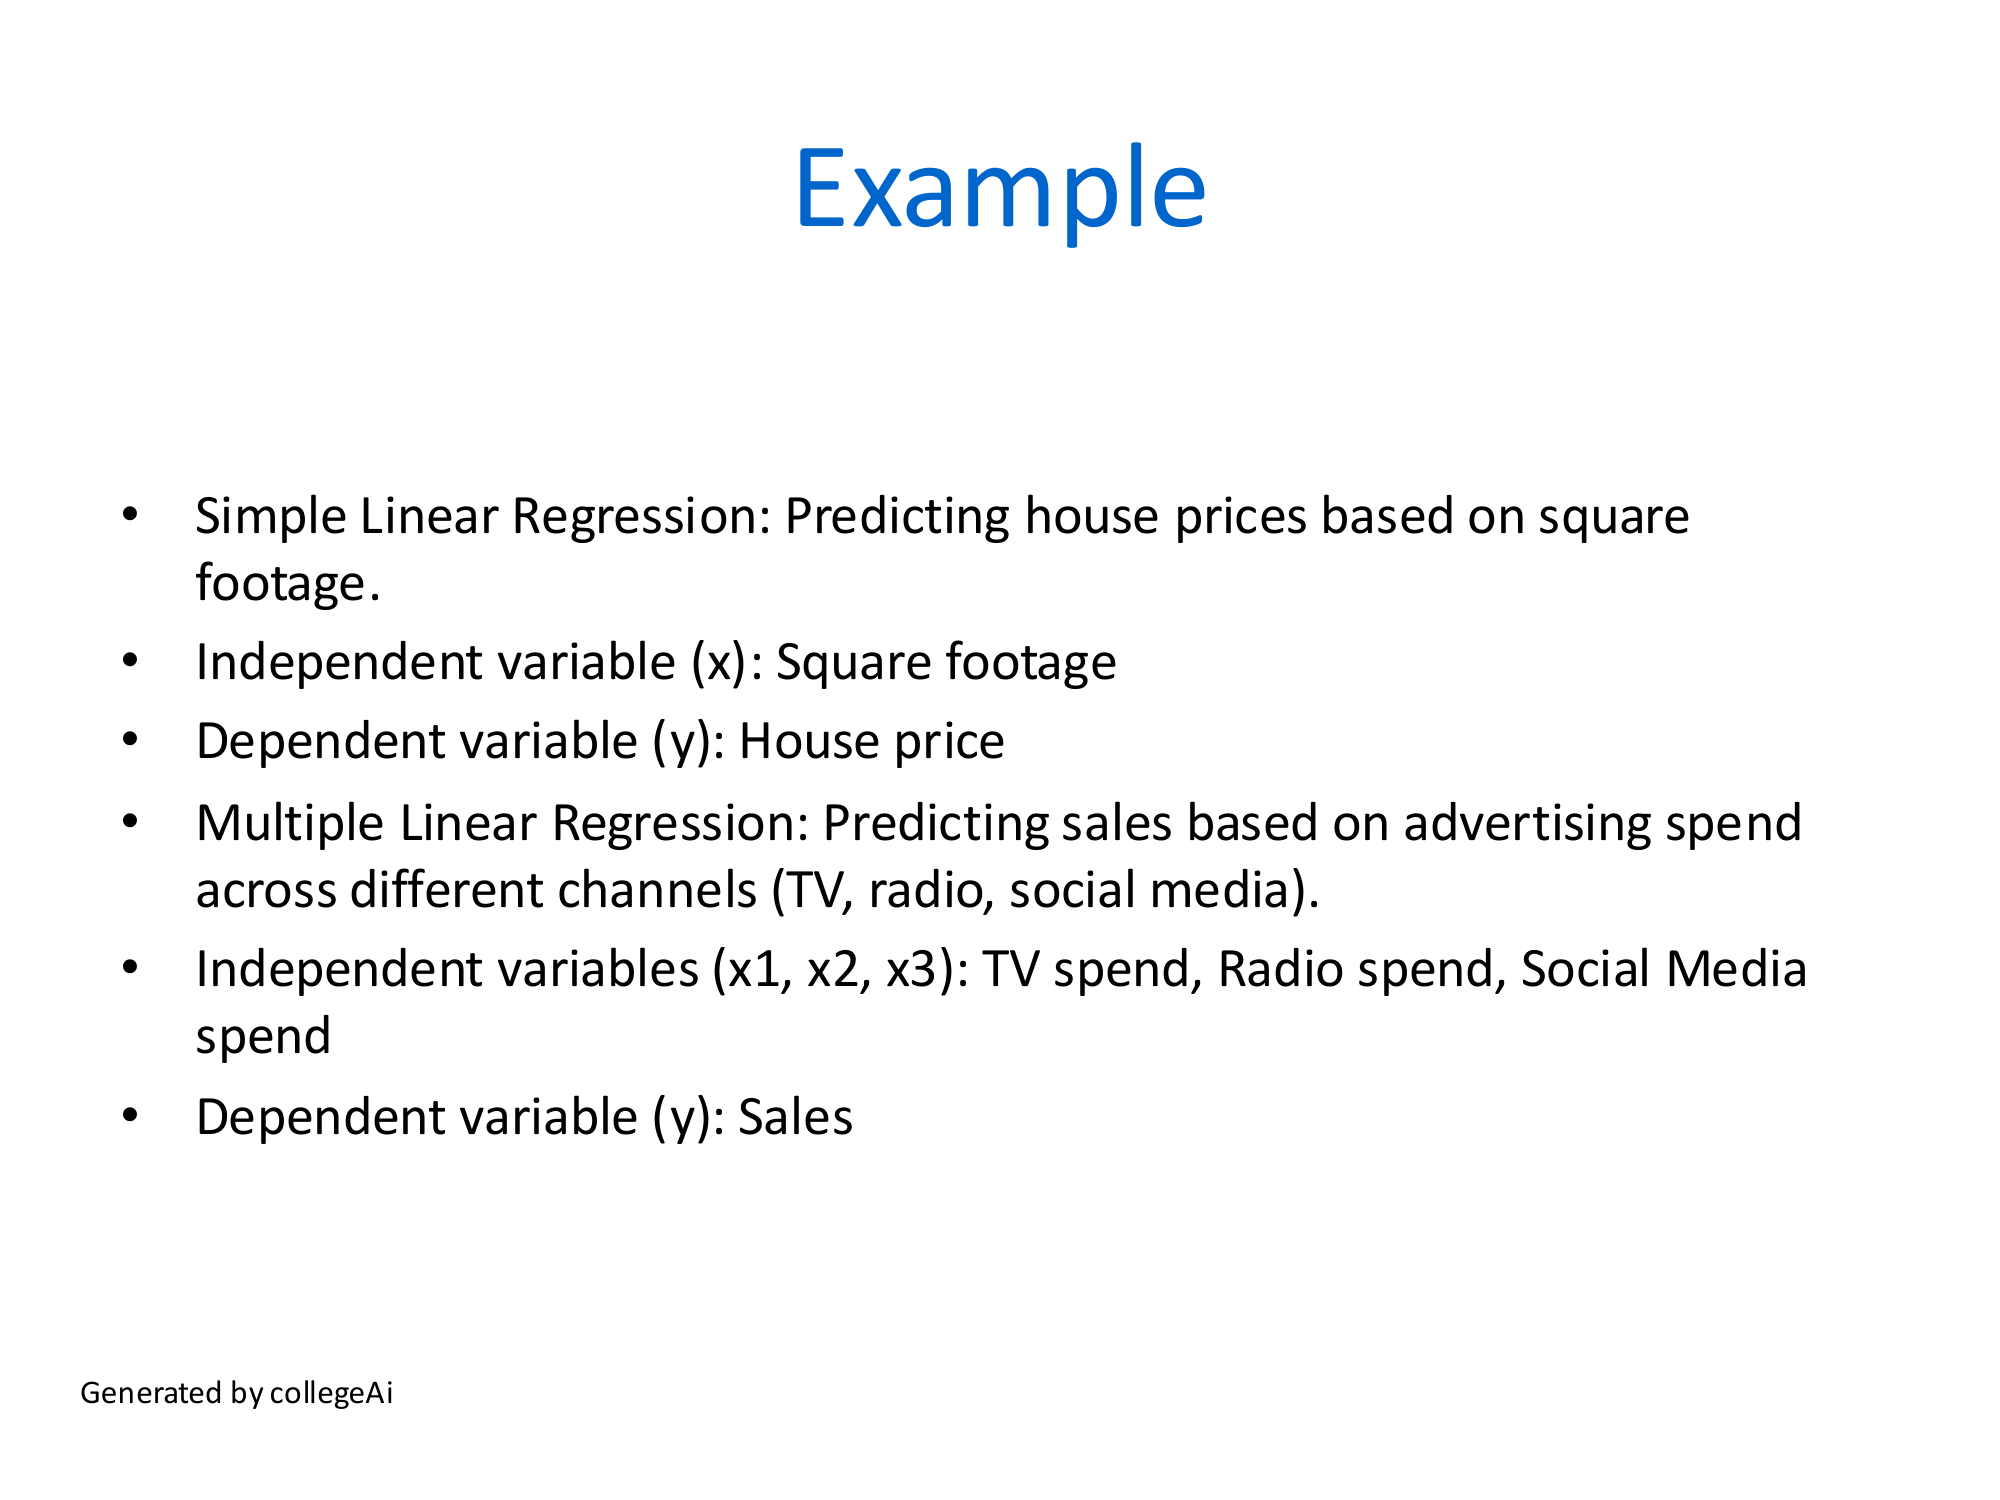 Example
• Simple Linear Regression: Predicting house prices based on square
footage.
• Independent variable (x): Square footage
• Dependent variable (y): House price
• Multiple Linear Regression: Predicting sales based on advertising spend
across different channels (TV, radio, social media).
• Independent variables (x1, x2, x3): TV spend, Radio spend, Social Media
spend
• Dependent variable (y): Sales
Generated by collegeAi